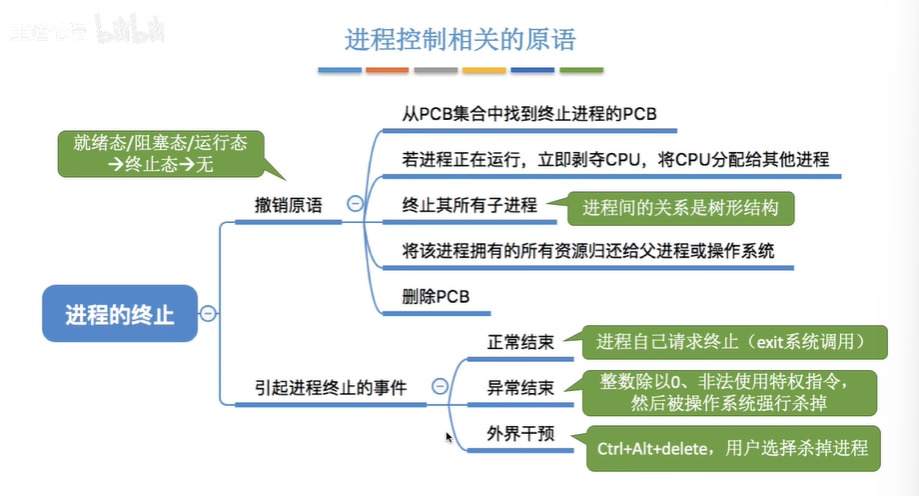 进程控制相关的原语
bilibili
从PCB集合中找到终止进程的PCB
就绪态/阻塞态/运行态
→终止态→无
若进程正在运行，立即剥夺CPU，将CPU分配给其他进程
撤销原语
终止其所有子进程
进程间的关系是树形结构
将该进程拥有的所有资源归还给父进程或操作系统
删除PCB
进程的终止
正常结束
进程自己请求终止（exit系统调用）
引起进程终止的事件
异常结束
整数除以0、非法使用特权指令，
然后被操作系统强行杀掉
外界干预
Ctrl+Alt+delete，用户选择杀掉进程